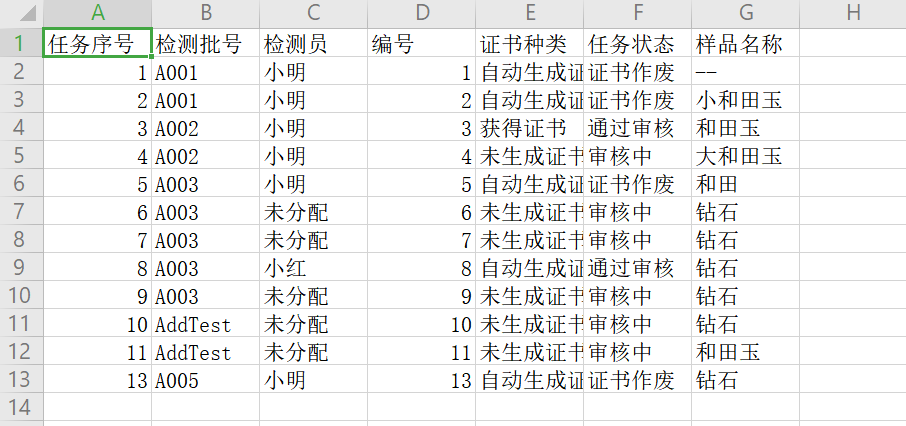 A B C D E F G H
1 任务序号 检测批号 检测员 编号 证书种类 任务状态 样品名称
2 1 A001 小明 1 自动生成证 证书作废 --
3 2 A001 小明 2 自动生成证 证书作废 小和田玉
4 3 A002 小明 3 获得证书 通过审核 和田玉
5 4 A002 小明 4 未生成证书 审核中 大和田玉
6 5 A003 小明 5 自动生成证 证书作废 和田
7 6 A003 未分配 6 未生成证书 审核中 钻石
8 7 A003 未分配 7 未生成证书 审核中 钻石
9 8 A003 小红 8 自动生成证 通过审核 钻石
10 9 A003 未分配 9 未生成证书 审核中 钻石
11 10 AddTest 未分配 10 未生成证书 审核中 钻石
12 11 AddTest 未分配 11 未生成证书 审核中 和田玉
13 13 A005 小明 13 自动生成证 证书作废 钻石
14